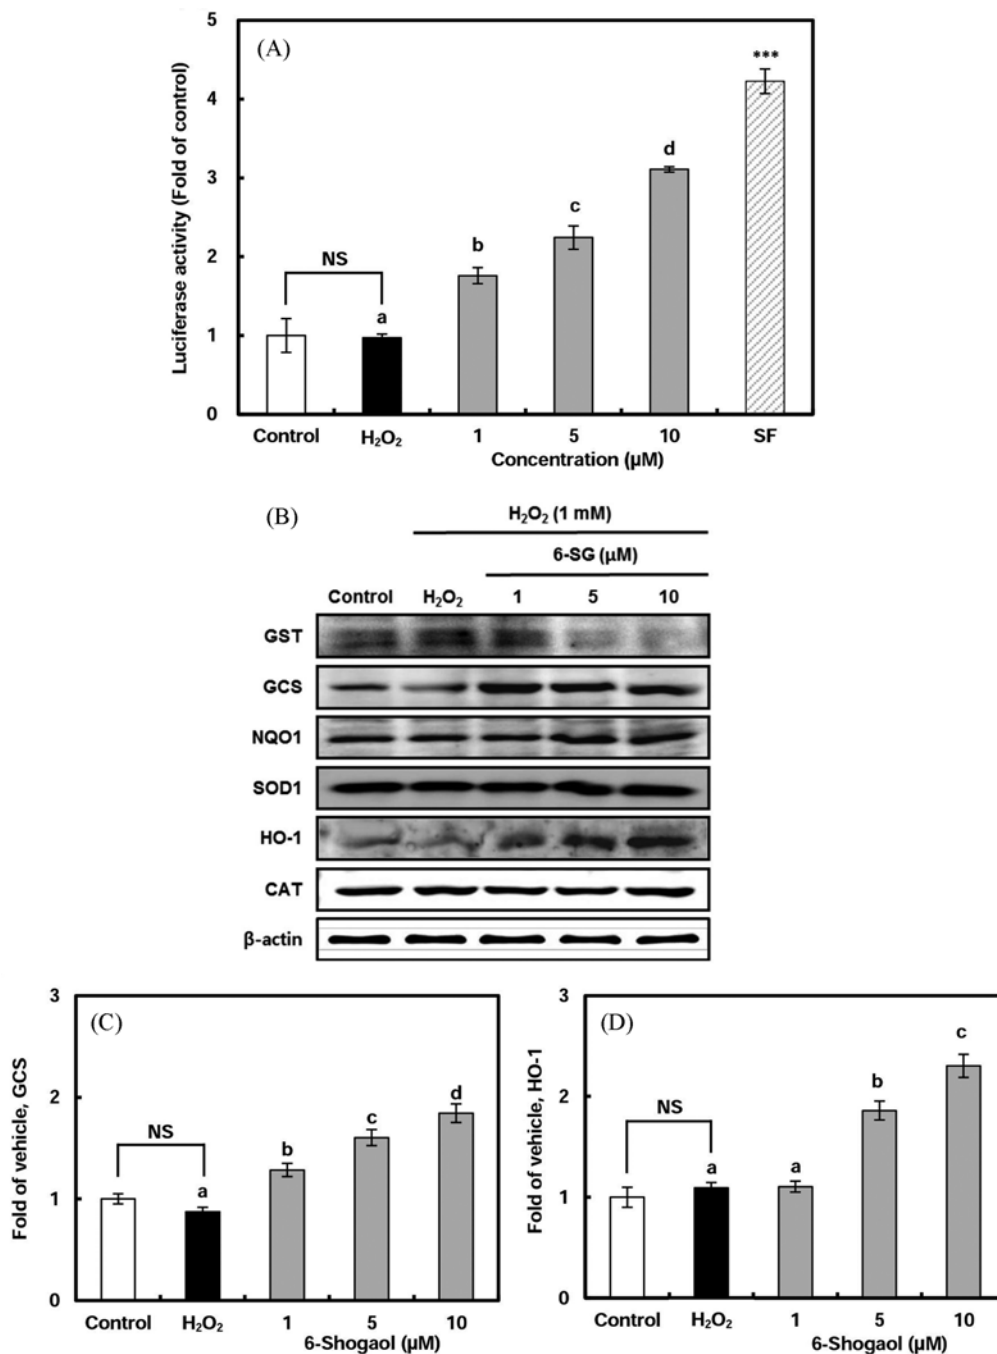 (A)
Luciferase activity (Fold of control)
5
4
3
2
1
0
NS
a
b
c
d
***
Control H₂O₂ 1 5 10 SF
Concentration (µM)
(B)
H₂O₂ (1 mM)
6-SG (µM)
Control H₂O₂ 1 5 10
GST
GCS
NQO1
SOD1
HO-1
CAT
β-actin
(C)
Fold of vehicle, GCS
3
2
1
0
NS
a
b
c
d
Control H₂O₂ 1 5 10
6-Shogaol (µM)
(D)
Fold of vehicle, HO-1
3
2
1
0
NS
a
a
b
c
Control H₂O₂ 1 5 10
6-Shogaol (µM)